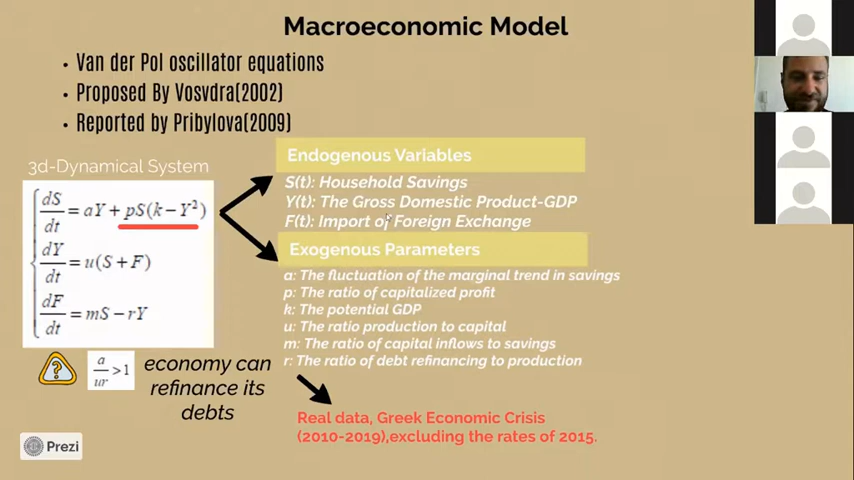 Macroeconomic Model
• Van der Pol oscillator equations
• Proposed By Vosvdra(2002)
• Reported by Pribylova(2009)
3d-Dynamical System
dS/dt = aY + pS(k − Y²)
dY/dt = u(S + F)
dF/dt = mS − rY
Endogenous Variables
S(t): Household Savings
Y(t): The Gross Domestic Product-GDP
F(t): Import of Foreign Exchange
Exogenous Parameters
a: The fluctuation of the marginal trend in savings
p: The ratio of capitalized profit
k: The potential GDP
u: The ratio production to capital
m: The ratio of capital inflows to savings
r: The ratio of debt refinancing to production
?
a/ur > 1
economy can
refinance its
debts
Real data, Greek Economic Crisis
(2010-2019),excluding the rates of 2015.
Prezi